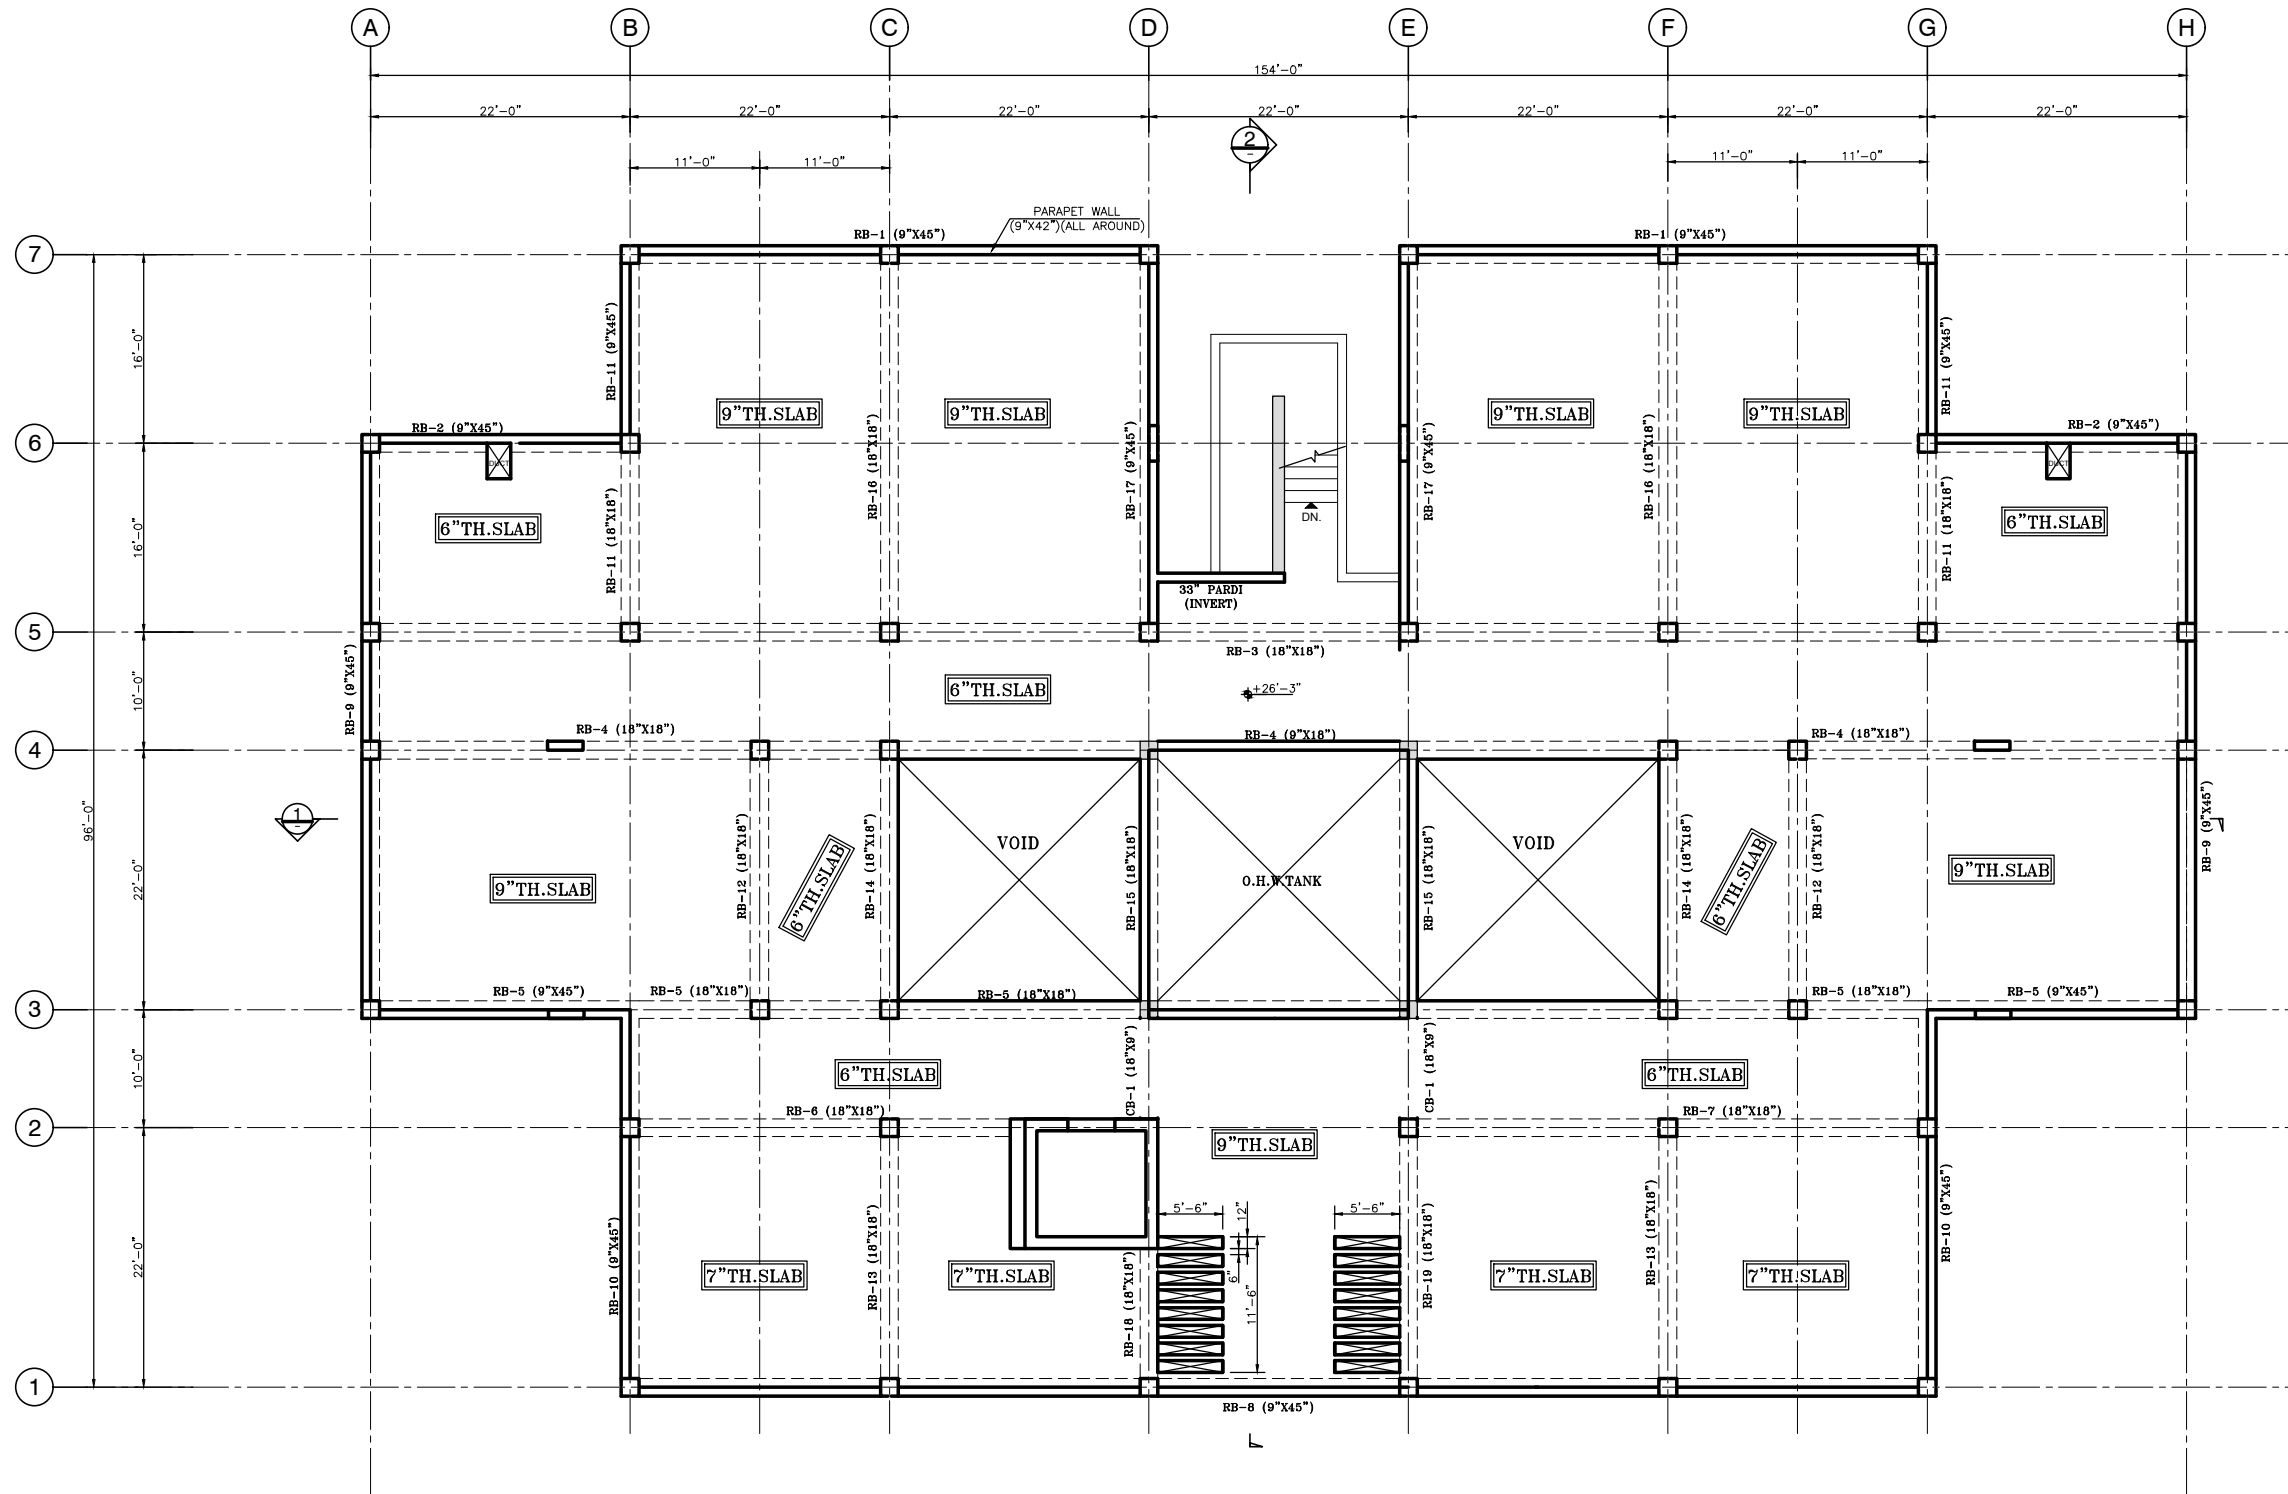 A B C D E F G H
154'-0"
22'-0" 22'-0" 22'-0" 22'-0" 22'-0" 22'-0" 22'-0"
2
-
11'-0" 11'-0" 11'-0" 11'-0"
PARAPET WALL
(9"X42")(ALL AROUND)
RB-1 (9"X45") RB-1 (9"X45")
7
16'-0"
RB-11 (9"X45")
RB-11 (9"X45")
9"TH.SLAB 9"TH.SLAB 9"TH.SLAB 9"TH.SLAB
RB-2 (9"X45") RB-2 (9"X45")
6
DUCT DUCT
RB-16 (18"X18")
RB-17 (9"X45")
RB-17 (9"X45")
RB-16 (18"X18")
6"TH.SLAB 6"TH.SLAB
DN.
16'-0"
RB-11 (18"X18")
RB-11 (18"X18")
33" PARDI
(INVERT)
5
RB-3 (18"X18")
10'-0"
RB-9 (9"X45")
6"TH.SLAB
+26'-3"
RB-4 (18"X18") RB-4 (9"X18") RB-4 (18"X18")
4
96'-0"
1
-
VOID VOID
22'-0"
RB-12 (18"X18")
6"TH.SLAB
RB-14 (18"X18")
RB-15 (18"X18")
O.H.W.TANK
RB-15 (18"X18")
RB-14 (18"X18")
6"TH.SLAB
RB-12 (18"X18")
RB-9 (9"X45")
9"TH.SLAB 9"TH.SLAB
RB-5 (9"X45") RB-5 (18"X18") RB-5 (18"X18") RB-5 (18"X18") RB-5 (9"X45")
3
10'-0"
CB-1 (18"X9")
CB-1 (18"X9")
6"TH.SLAB 6"TH.SLAB
RB-6 (18"X18") RB-7 (18"X18")
2
9"TH.SLAB
5'-6" 12" 5'-6"
6"
11'-6"
22'-0"
RB-10 (9"X45")
RB-13 (18"X18")
RB-18 (18"X18")
RB-19 (18"X18")
RB-13 (18"X18")
RB-10 (9"X45")
7"TH.SLAB 7"TH.SLAB 7"TH.SLAB 7"TH.SLAB
1
RB-8 (9"X45")